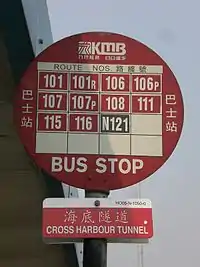 KMB
ROUTE NOS. 路線號
101 101R 106 106P
107 107P 108 111
115 116 N121
巴士站
巴士站
BUS STOP
海底隧道
CROSS HARBOUR TUNNEL